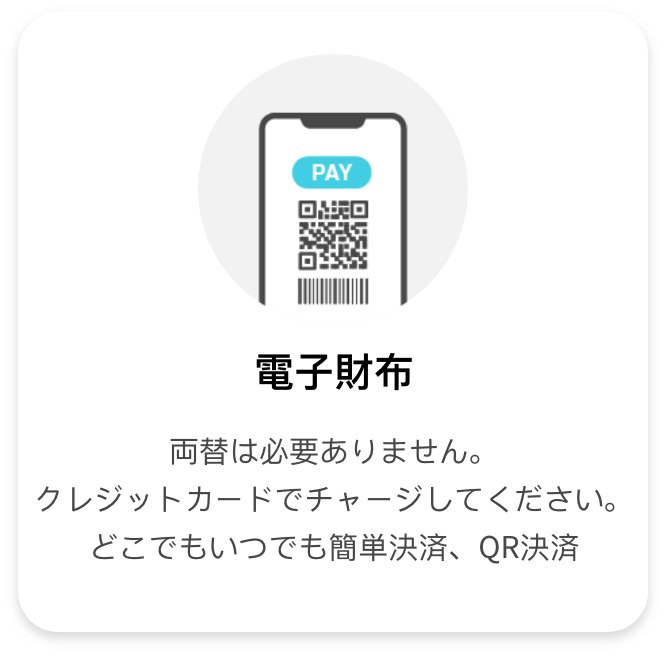 PAY
電子財布
両替は必要ありません。
クレジットカードでチャージしてください。
どこでもいつでも簡単決済、QR決済